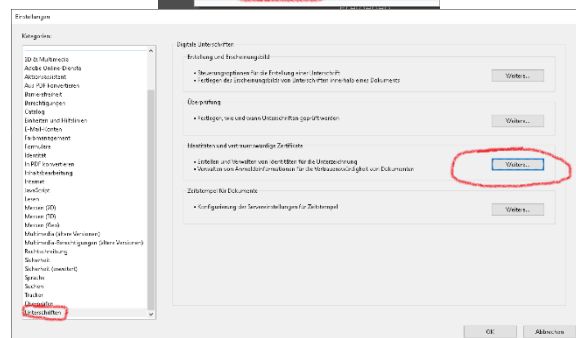 Einstellungen
Kategorien:
3D & Multimedia
Adobe Online-Dienste
Aktionsassistent
Aus PDF konvertieren
Barrierefreiheit
Berechtigungen
Catalog
Einheiten und Hilfslinien
E-Mail-Konten
Farbmanagement
Formulare
Identität
In PDF konvertieren
Inhaltsbearbeitung
Internet
JavaScript
Lesen
Messen (2D)
Messen (3D)
Messen (Geo)
Multimedia (ältere Versionen)
Multimedia-Berechtigungen (ältere Versionen)
Rechtschreibung
Sicherheit
Sicherheit (erweitert)
Sprache
Suchen
Tracker
Überprüfen
Unterschriften
Digitale Unterschriften
Erstellung und Erscheinungsbild
• Steuerungsoptionen für die Erstellung einer Unterschrift
• Festlegen des Erscheinungsbild von Unterschriften innerhalb eines Dokuments
Weitere...
Überprüfung
• Festlegen, wie und wann Unterschriften geprüft werden
Weitere...
Identitäten und vertrauenswürdige Zertifikate
• Erstellen und Verwalten von Identitäten für die Unterzeichnung
• Verwalten von Anmeldeinformationen für die Vertrauenswürdigkeit von Dokumenten
Weitere...
Zeitstempel für Dokumente
• Konfigurierung der Servereinstellungen für Zeitstempel
Weitere...
OK
Abbrechen